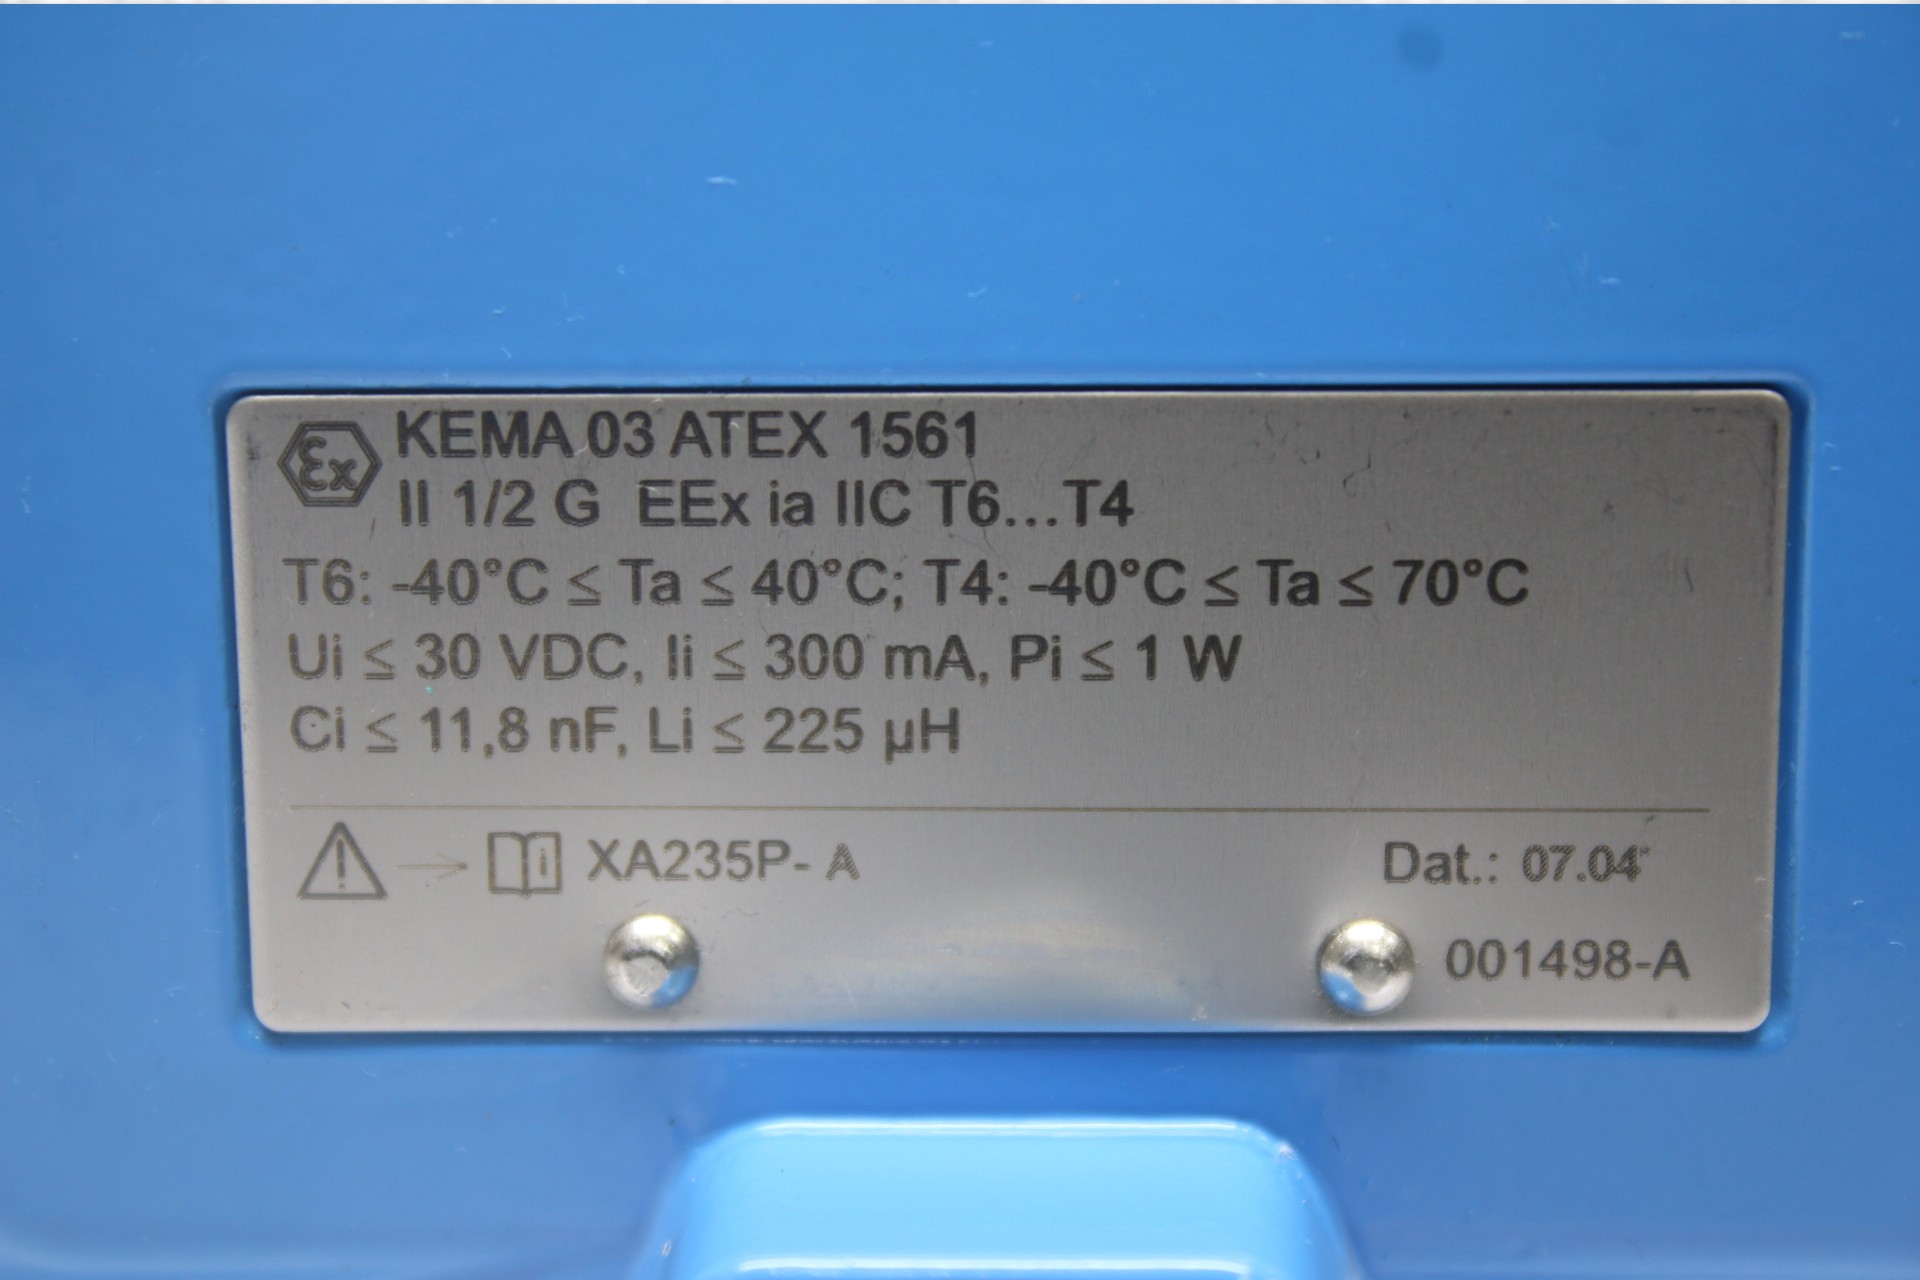 Ex KEMA 03 ATEX 1561
II 1/2 G EEx ia IIC T6...T4
T6: -40°C ≤ Ta ≤ 40°C; T4: -40°C ≤ Ta ≤ 70°C
Ui ≤ 30 VDC, Ii ≤ 300 mA, Pi ≤ 1 W
Ci ≤ 11,8 nF, Li ≤ 225 µH
XA235P- A Dat.: 07.04
001498-A